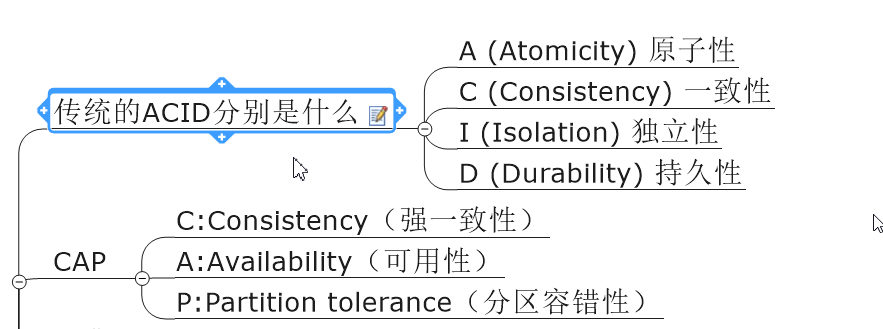 传统的ACID分别是什么
A (Atomicity) 原子性
C (Consistency) 一致性
I (Isolation) 独立性
D (Durability) 持久性
CAP
C:Consistency（强一致性）
A:Availability（可用性）
P:Partition tolerance（分区容错性）